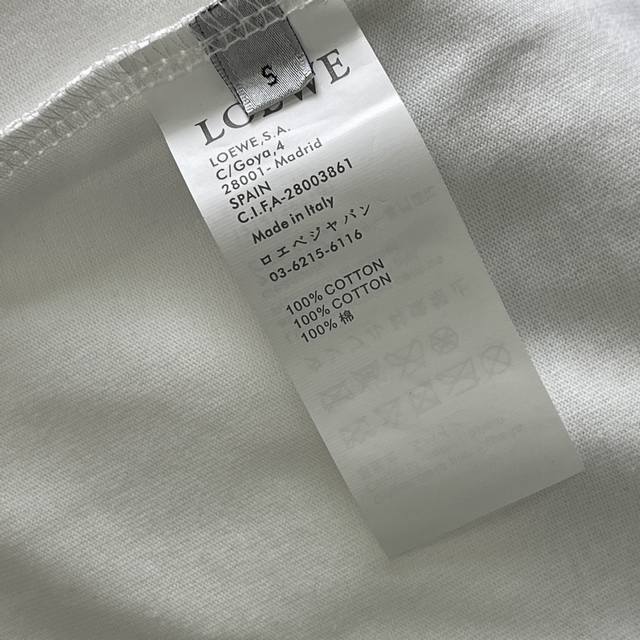 S
LOEWE
LOEWE,S.A.
C/Goya,4
28001- Madrid
SPAIN
C.I.F.A-28003861
Made in Italy
ロエベジャパン
03-6215-6116
100% COTTON
100% COTTON
100% 棉